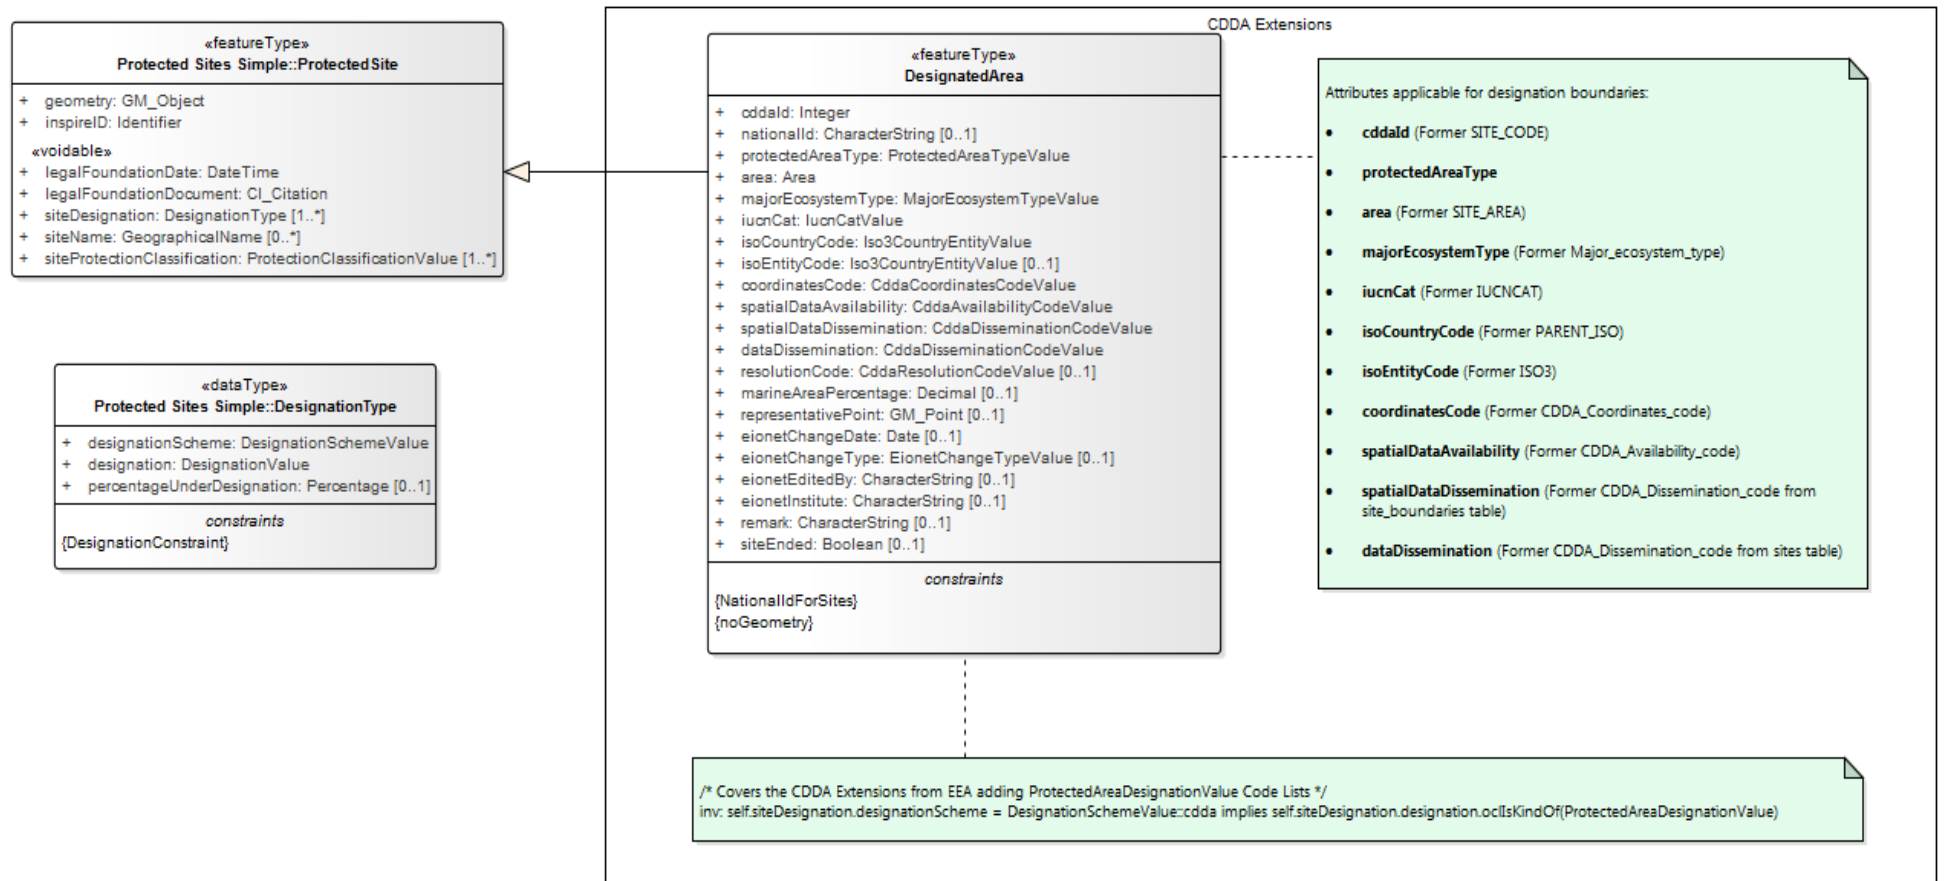 «featureType»
Protected Sites Simple::ProtectedSite
+ geometry: GM_Object
+ inspireID: Identifier
«voidable»
+ legalFoundationDate: DateTime
+ legalFoundationDocument: CI_Citation
+ siteDesignation: DesignationType [1..*]
+ siteName: GeographicalName [0..*]
+ siteProtectionClassification: ProtectionClassificationValue [1..*]
«dataType»
Protected Sites Simple::DesignationType
+ designationScheme: DesignationSchemeValue
+ designation: DesignationValue
+ percentageUnderDesignation: Percentage [0..1]
constraints
{DesignationConstraint}
CDDA Extensions
«featureType»
DesignatedArea
+ cddaId: Integer
+ nationalId: CharacterString [0..1]
+ protectedAreaType: ProtectedAreaTypeValue
+ area: Area
+ majorEcosystemType: MajorEcosystemTypeValue
+ iucnCat: IucnCatValue
+ isoCountryCode: Iso3CountryEntityValue
+ isoEntityCode: Iso3CountryEntityValue [0..1]
+ coordinatesCode: CddaCoordinatesCodeValue
+ spatialDataAvailability: CddaAvailabilityCodeValue
+ spatialDataDissemination: CddaDisseminationCodeValue
+ dataDissemination: CddaDisseminationCodeValue
+ resolutionCode: CddaResolutionCodeValue [0..1]
+ marineAreaPercentage: Decimal [0..1]
+ representativePoint: GM_Point [0..1]
+ eionetChangeDate: Date [0..1]
+ eionetChangeType: EionetChangeTypeValue [0..1]
+ eionetEditedBy: CharacterString [0..1]
+ eionetInstitute: CharacterString [0..1]
+ remark: CharacterString [0..1]
+ siteEnded: Boolean [0..1]
constraints
{NationalIdForSites}
{noGeometry}
Attributes applicable for designation boundaries:
• cddaId (Former SITE_CODE)
• protectedAreaType
• area (Former SITE_AREA)
• majorEcosystemType (Former Major_ecosystem_type)
• iucnCat (Former IUCNCAT)
• isoCountryCode (Former PARENT_ISO)
• isoEntityCode (Former ISO3)
• coordinatesCode (Former CDDA_Coordinates_code)
• spatialDataAvailability (Former CDDA_Availability_code)
• spatialDataDissemination (Former CDDA_Dissemination_code from
site_boundaries table)
• dataDissemination (Former CDDA_Dissemination_code from sites table)
/* Covers the CDDA Extensions from EEA adding ProtectedAreaDesignationValue Code Lists */
inv: self.siteDesignation.designationScheme = DesignationSchemeValue::cdda implies self.siteDesignation.designation.oclIsKindOf(ProtectedAreaDesignationValue)